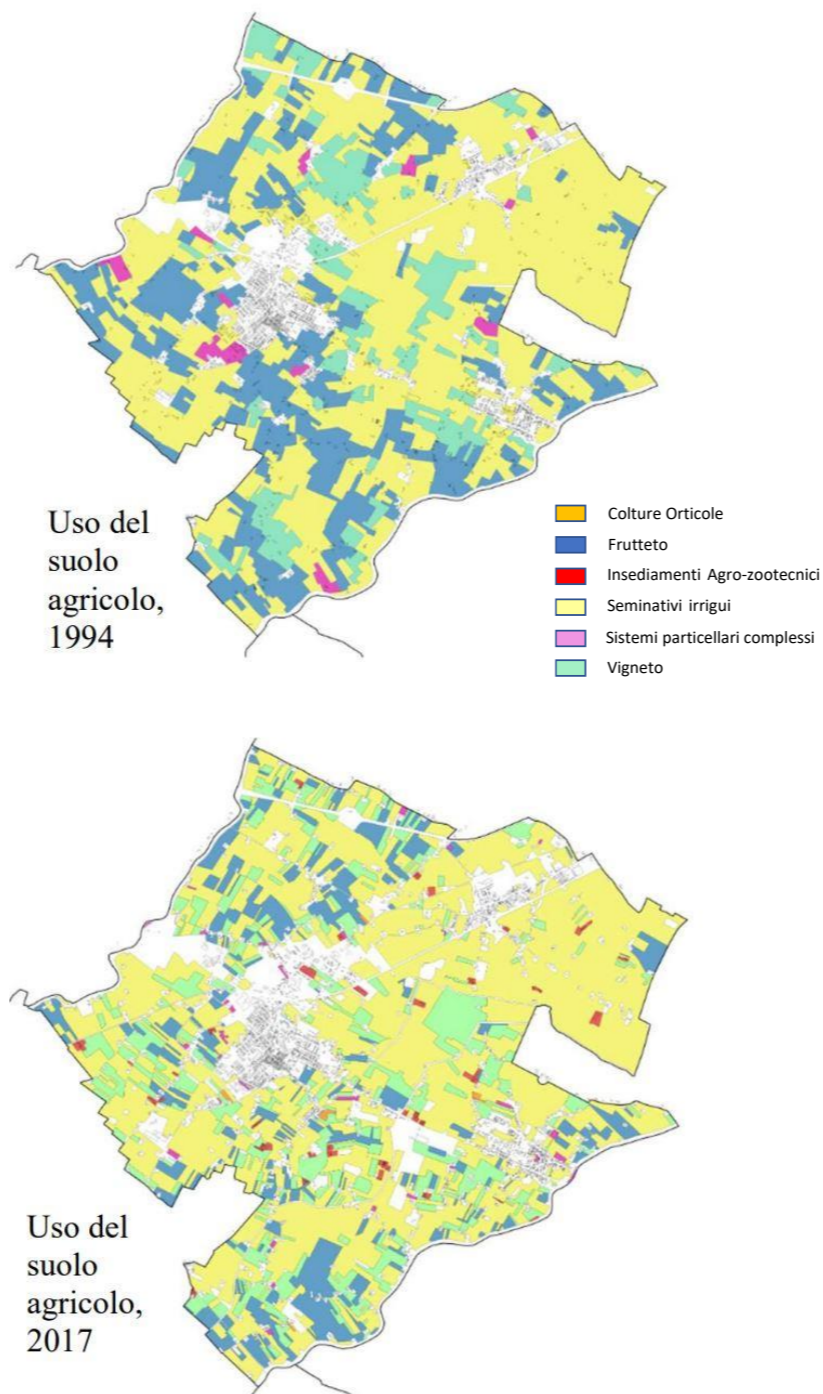 Uso del
suolo
agricolo,
1994
Colture Orticole
Frutteto
Insediamenti Agro-zootecnici
Seminativi irrigui
Sistemi particellari complessi
Vigneto
Uso del
suolo
agricolo,
2017